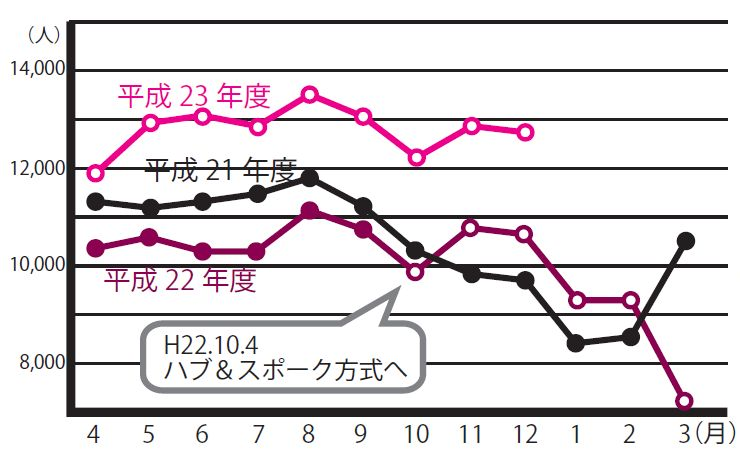 (人)
14,000
平成 23 年度
12,000
平成 21 年度
10,000
平成 22 年度
H22.10.4
ハブ＆スポーク方式へ
8,000
4 5 6 7 8 9 10 11 12 1 2 3(月)